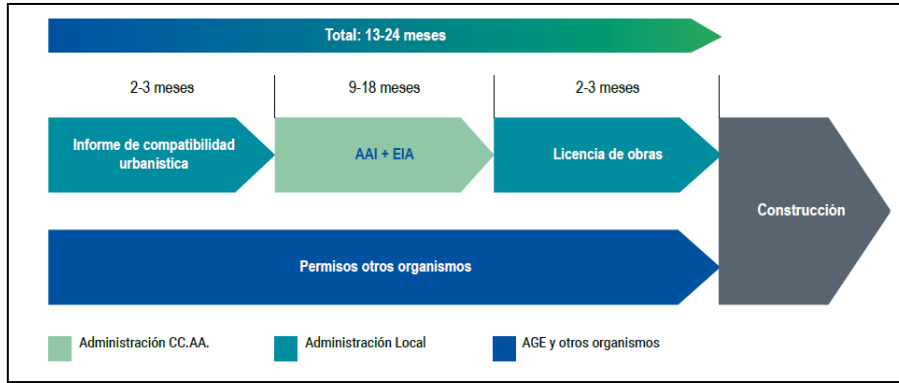 Total: 13-24 meses
2-3 meses
9-18 meses
2-3 meses
Informe de compatibilidad
urbanística
AAI + EIA
Licencia de obras
Construcción
Permisos otros organismos
Administración CC.AA.
Administración Local
AGE y otros organismos